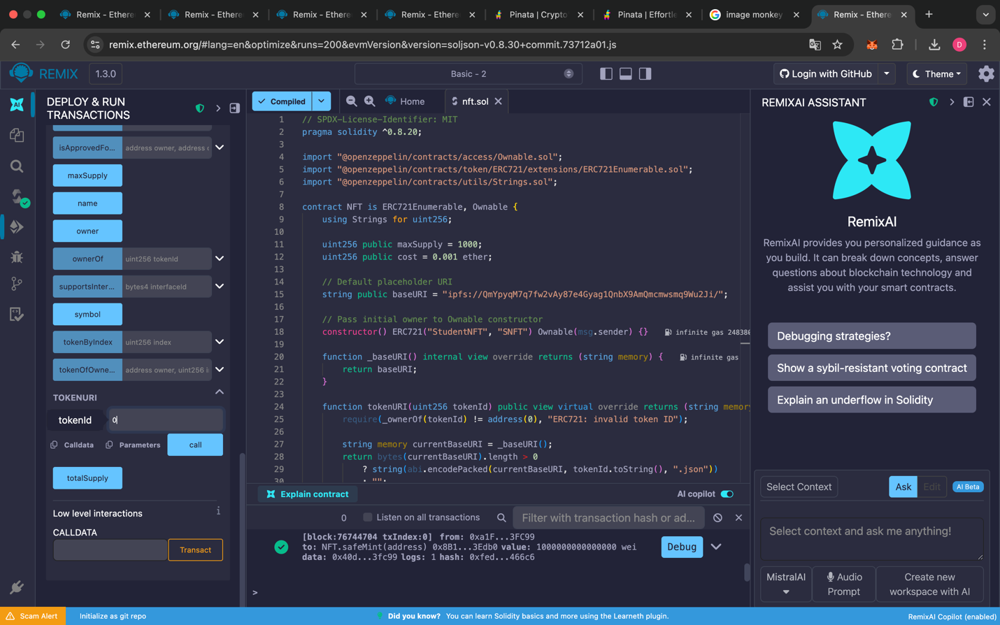 Remix - Ethere
Remix - Ethere
Remix - Ethere
Remix - Ethere
Pinata | Crypto
Pinata | Effortle
image monkey
Remix - Ethere
remix.ethereum.org/#lang=en&optimize&runs=200&evmVersion&version=soljson-v0.8.30+commit.73712a01.js
D
REMIX
1.3.0
Basic - 2
Login with GitHub
Theme
AI
DEPLOY & RUN
TRANSACTIONS
isApprovedFo... address owner, address o
maxSupply
name
owner
ownerOf uint256 tokenId
supportsInter... bytes4 interfaceId
symbol
tokenByIndex uint256 index
tokenOfOwne... address owner, uint256 i
TOKENURI
tokenId 0
Calldata Parameters call
totalSupply
Low level interactions
CALLDATA
Transact
Compiled
Home
nft.sol
1 // SPDX-License-Identifier: MIT
2 pragma solidity ^0.8.20;
3
4 import "@openzeppelin/contracts/access/Ownable.sol";
5 import "@openzeppelin/contracts/token/ERC721/extensions/ERC721Enumerable.sol";
6 import "@openzeppelin/contracts/utils/Strings.sol";
7
8 contract NFT is ERC721Enumerable, Ownable {
9 using Strings for uint256;
10
11 uint256 public maxSupply = 1000;
12 uint256 public cost = 0.001 ether;
13
14 // Default placeholder URI
15 string public baseURI = "ipfs://QmYpyqM7q7fw2vAy87e4Gyag1QnbX9AmQmcmwsmq9Wu2Ji/";
16
17 // Pass initial owner to Ownable constructor
18 constructor() ERC721("StudentNFT", "SNFT") Ownable(msg.sender) {} infinite gas 248380
19
20 function _baseURI() internal view override returns (string memory) { infinite gas
21 return baseURI;
22 }
23
24 function tokenURI(uint256 tokenId) public view virtual override returns (string memory
25 require(_ownerOf(tokenId) != address(0), "ERC721: invalid token ID");
26
27 string memory currentBaseURI = _baseURI();
28 return bytes(currentBaseURI).length > 0
29 ? string(abi.encodePacked(currentBaseURI, tokenId.toString(), ".json"))
30 : "";
Explain contract
AI copilot
0 Listen on all transactions
Filter with transaction hash or ad...
[block:76744704 txIndex:0] from: 0xa1F...3FC99
to: NFT.safeMint(address) 0x8B1...3Edb0 value: 1000000000000000 wei
data: 0x40d...3fc99 logs: 1 hash: 0xfed...466c6
Debug
>
REMIXAI ASSISTANT
RemixAI
RemixAI provides you personalized guidance as
you build. It can break down concepts, answer
questions about blockchain technology and
assist you with your smart contracts.
Debugging strategies?
Show a sybil-resistant voting contract
Explain an underflow in Solidity
Select Context
Ask
Edit
AI Beta
Select context and ask me anything!
MistralAI
Audio
Prompt
Create new
workspace with AI
Scam Alert
Initialize as git repo
Did you know? You can learn Solidity basics and more using the Learneth plugin.
RemixAI Copilot (enabled)